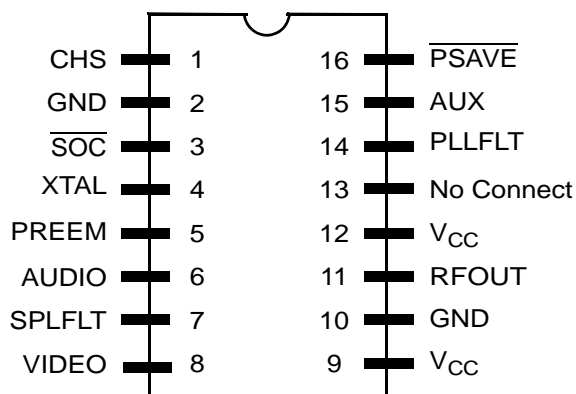 CHS 1 16 PSAVE
GND 2 15 AUX
SOC 3 14 PLLFLT
XTAL 4 13 No Connect
PREEM 5 12 VCC
AUDIO 6 11 RFOUT
SPLFLT 7 10 GND
VIDEO 8 9 VCC